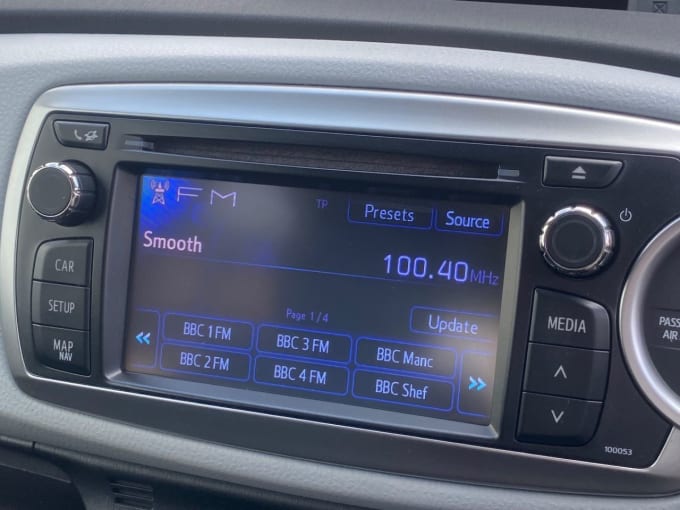 FM
TP
Presets
Source
Smooth
100.40MHz
Page 1/4
Update
BBC 1 FM
BBC 3 FM
BBC Manc
BBC 2 FM
BBC 4 FM
BBC Shef
CAR
SETUP
MAP
NAV
MEDIA
PASS
AIR
100053